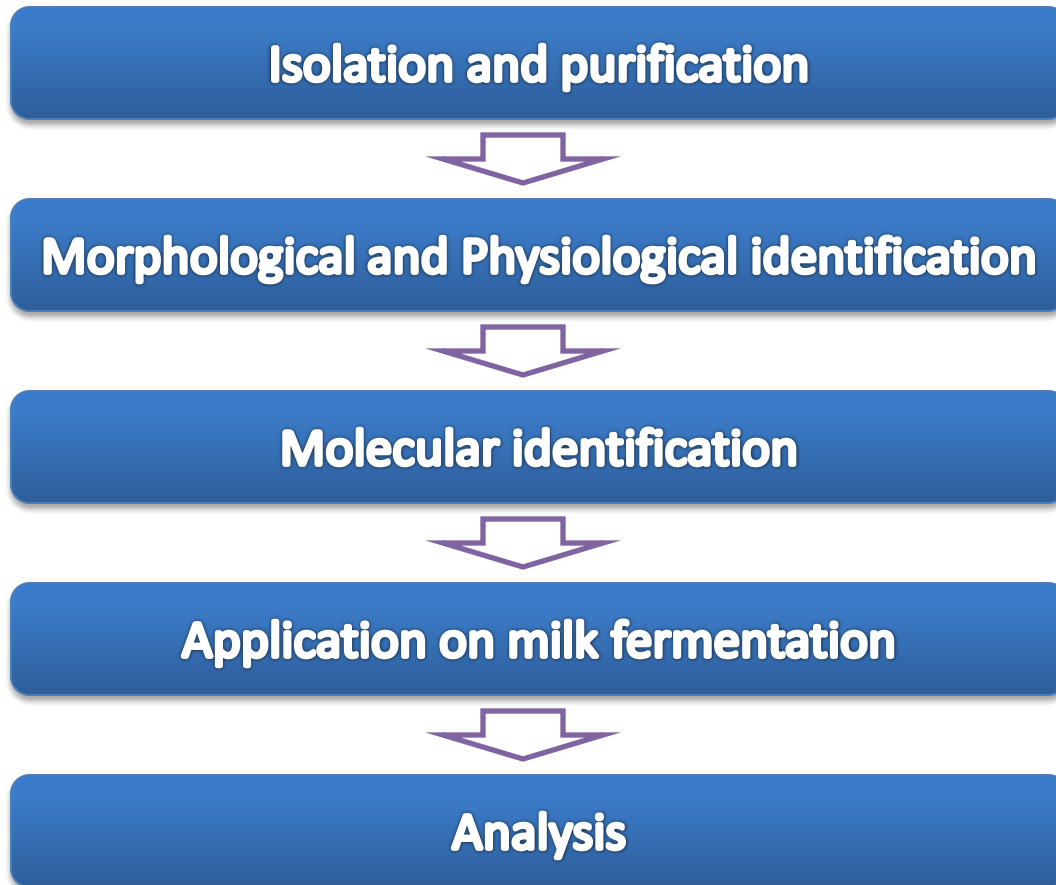 Isolation and purification
Morphological and Physiological identification
Molecular identification
Application on milk fermentation
Analysis